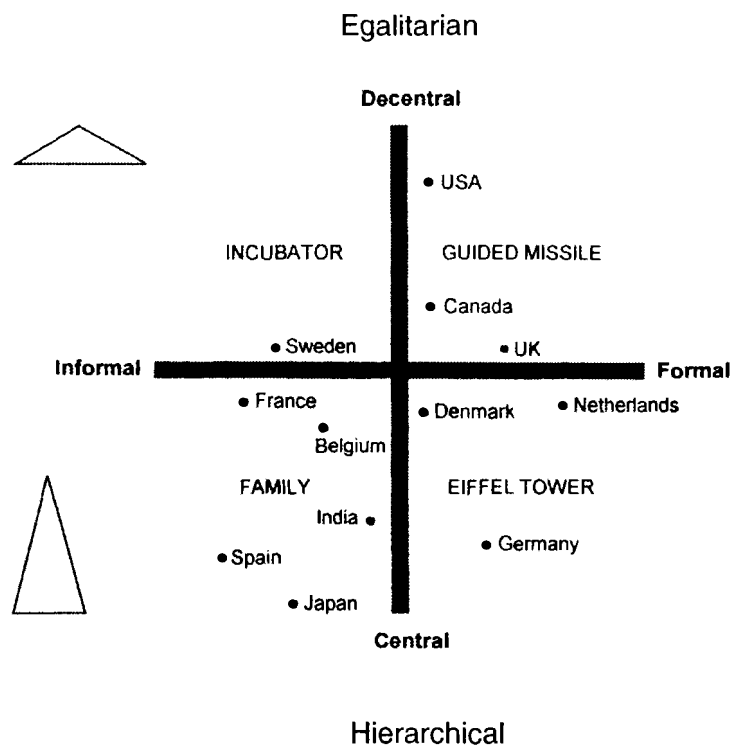 Egalitarian
Decentral
USA
INCUBATOR
GUIDED MISSILE
Canada
Sweden
UK
Informal
Formal
France
Denmark
Netherlands
Belgium
FAMILY
EIFFEL TOWER
India
Germany
Spain
Japan
Central
Hierarchical